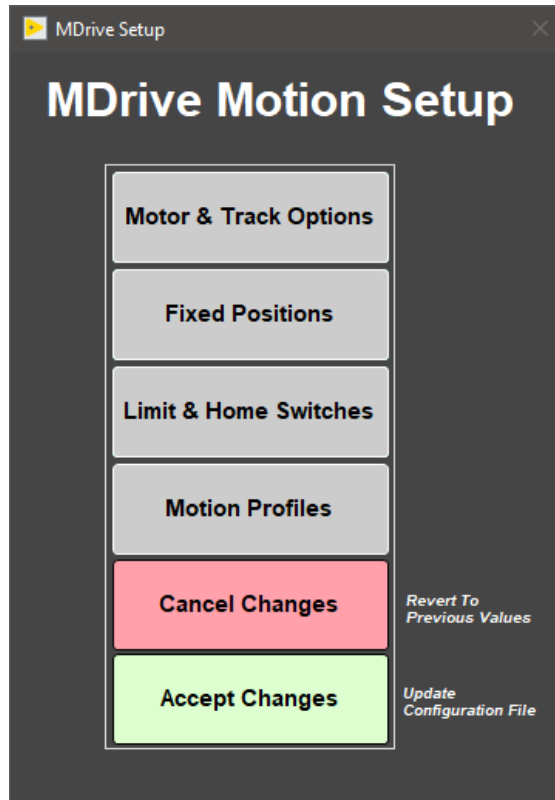 MDrive Setup
MDrive Motion Setup
Motor & Track Options
Fixed Positions
Limit & Home Switches
Motion Profiles
Cancel Changes
Revert To
Previous Values
Accept Changes
Update
Configuration File